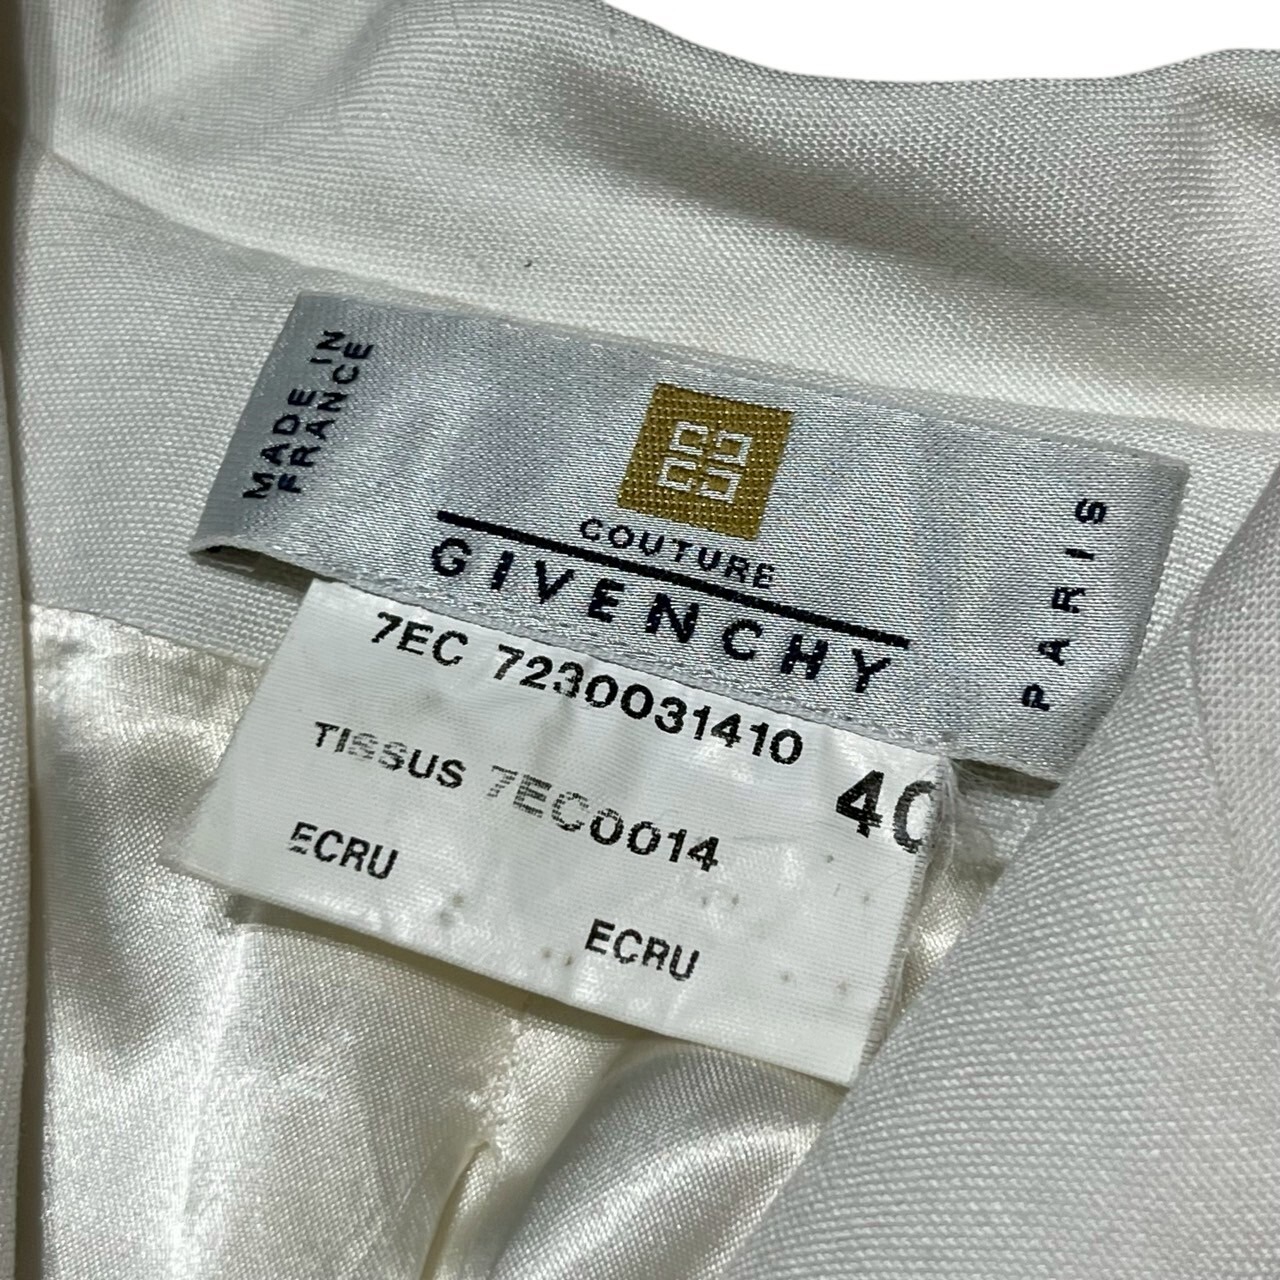 MADE IN
FRANCE
COUTURE
GIVENCHY
PARIS
7EC 7230031410
TISSUS 7EC0014
40
ECRU
ECRU